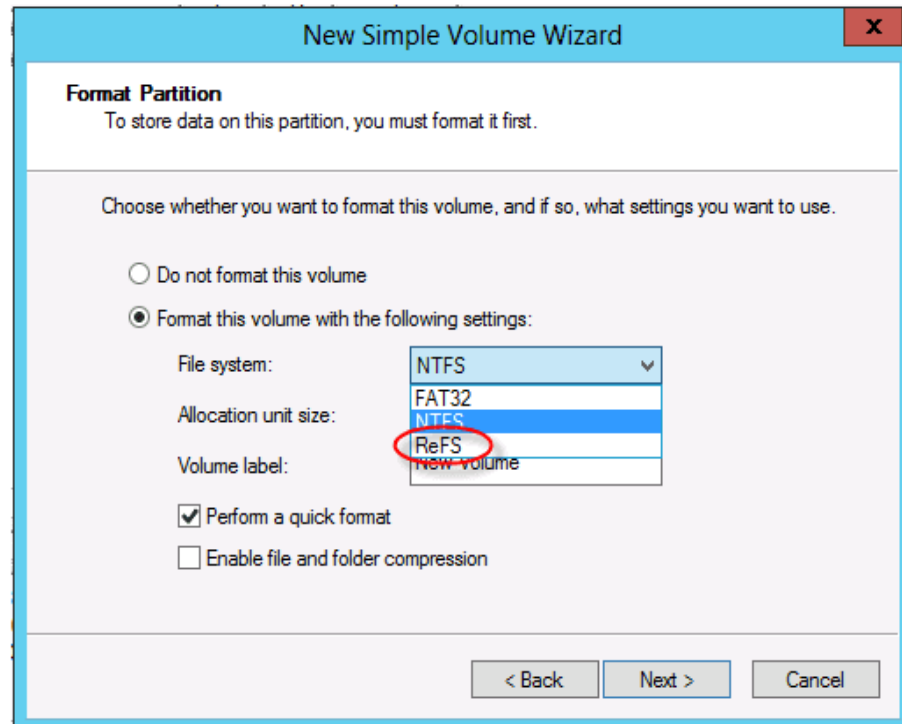 New Simple Volume Wizard
x
Format Partition
To store data on this partition, you must format it first.
Choose whether you want to format this volume, and if so, what settings you want to use.
Do not format this volume
Format this volume with the following settings:
File system:
NTFS
FAT32
Allocation unit size:
NTFS
ReFS
Volume label:
New Volume
Perform a quick format
Enable file and folder compression
< Back
Next >
Cancel